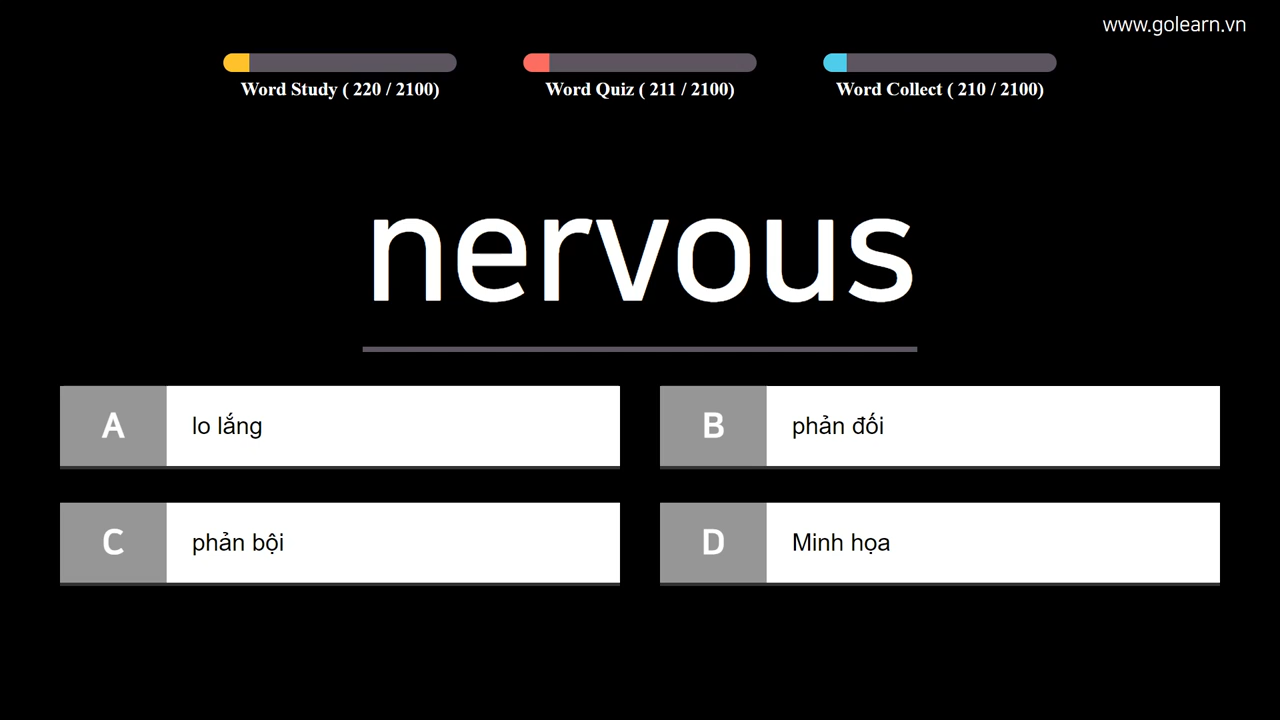 www.golearn.vn
Word Study ( 220 / 2100)
Word Quiz ( 211 / 2100)
Word Collect ( 210 / 2100)
nervous
A lo lắng
B phản đối
C phản bội
D Minh họa